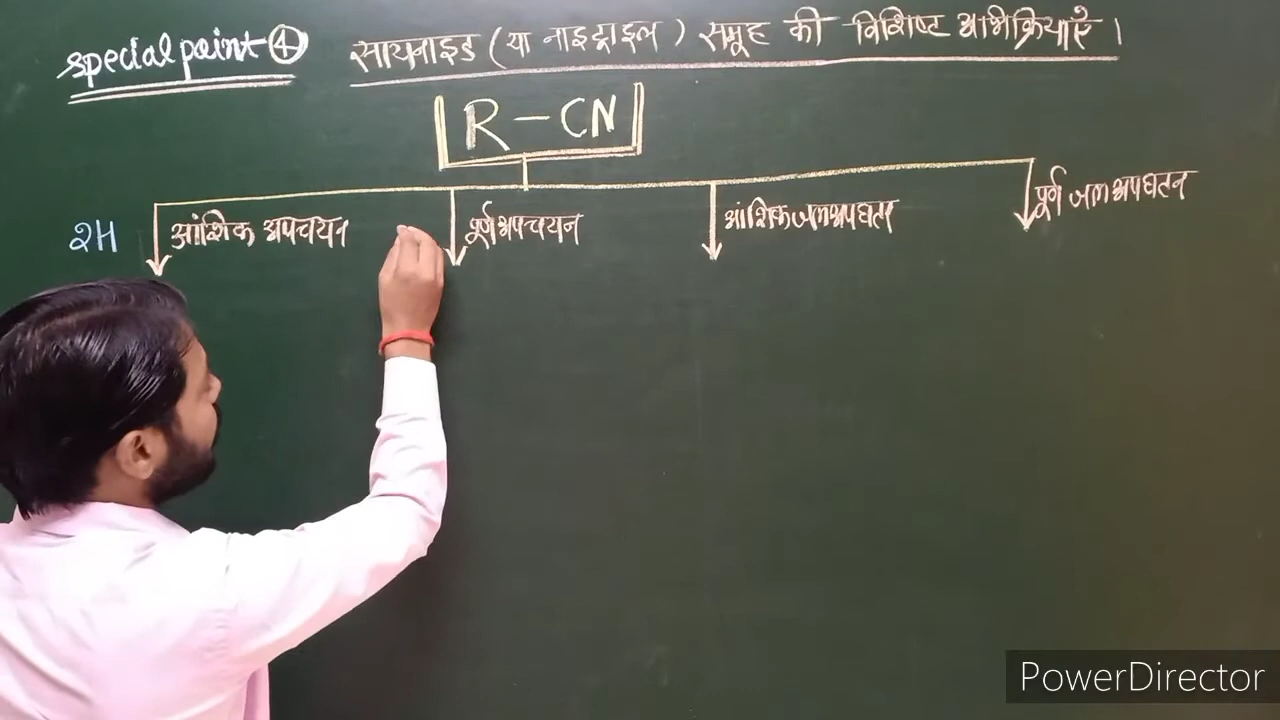 special point ④
सायनाइड (या नाइट्राइल) समूह की विशिष्ट अभिक्रियाएँ।
R-CN
2H आंशिक अपचयन
पूर्ण अपचयन
आंशिक जल अपघटन
पूर्ण जल अपघटन
PowerDirector